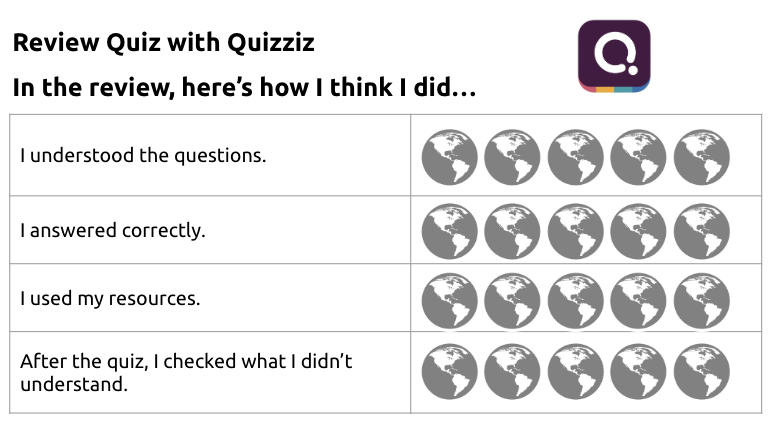 Review Quiz with Quizziz
In the review, here’s how I think I did...
I understood the questions.
I answered correctly.
I used my resources.
After the quiz, I checked what I didn’t
understand.